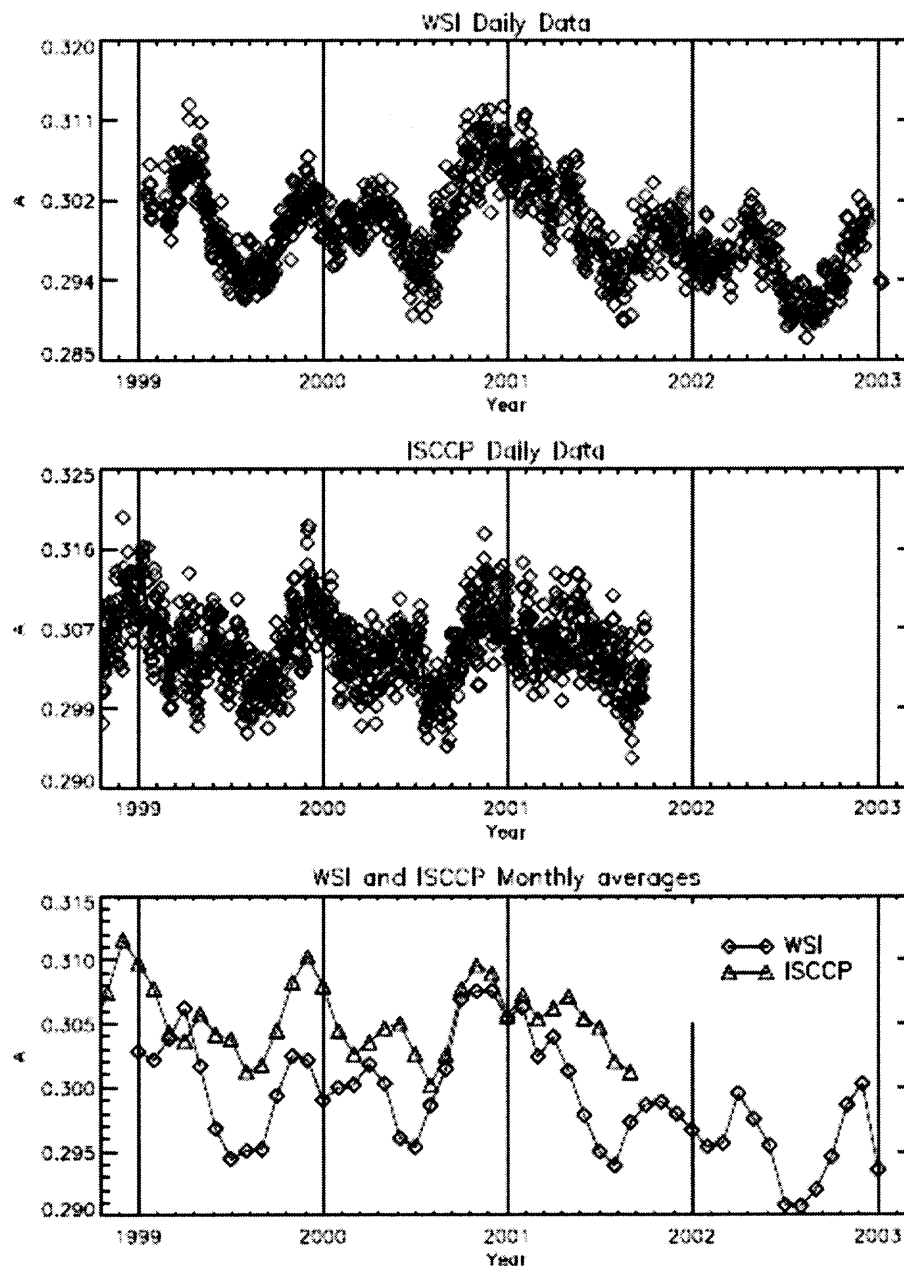 WSI Daily Data
0.320
0.311
0.302
0.294
0.285
A
1999 2000 2001 2002 2003
Year
ISCCP Daily Data
0.325
0.316
0.307
0.299
0.290
A
1999 2000 2001 2002 2003
Year
WSI and ISCCP Monthly averages
0.315
0.310
0.305
0.300
0.295
0.290
A
WSI
ISCCP
1999 2000 2001 2002 2003
Year